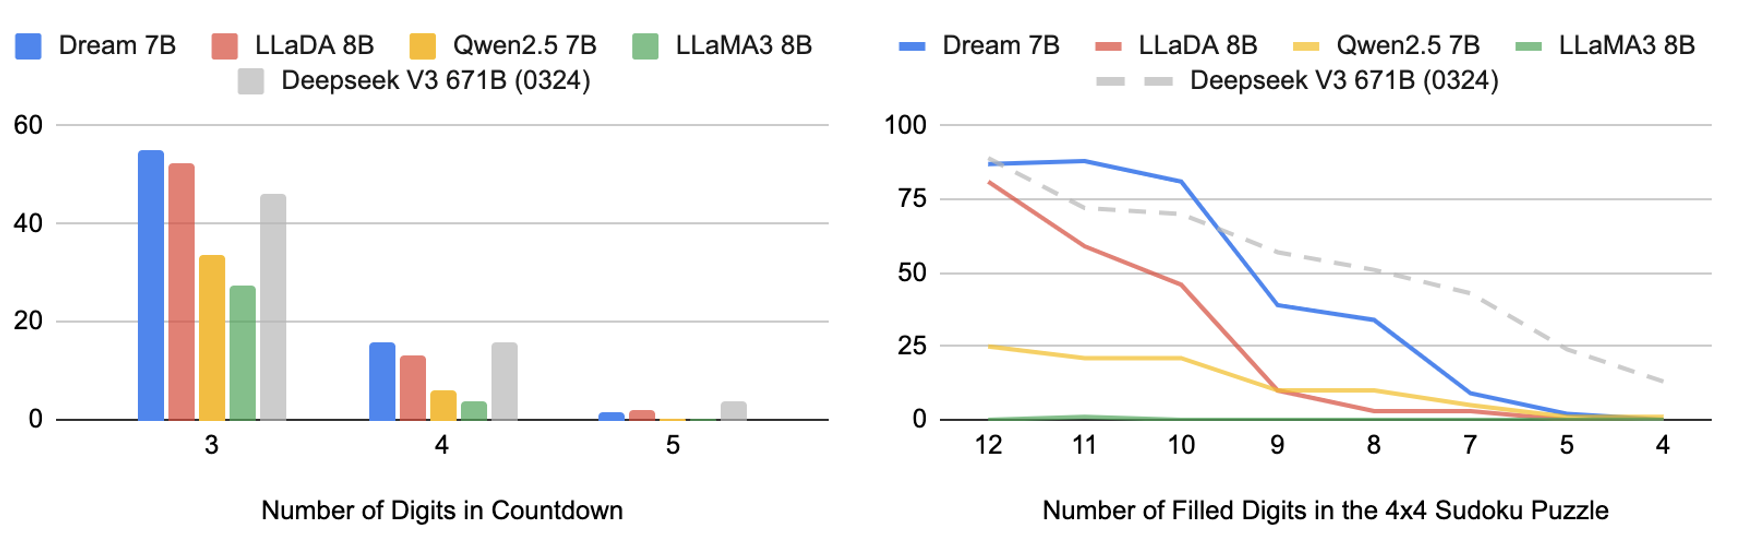 Dream 7B LLaDA 8B Qwen2.5 7B LLaMA3 8B
Deepseek V3 671B (0324)
60
40
20
0
3 4 5
Number of Digits in Countdown
Dream 7B LLaDA 8B Qwen2.5 7B LLaMA3 8B
Deepseek V3 671B (0324)
100
75
50
25
0
12 11 10 9 8 7 5 4
Number of Filled Digits in the 4x4 Sudoku Puzzle